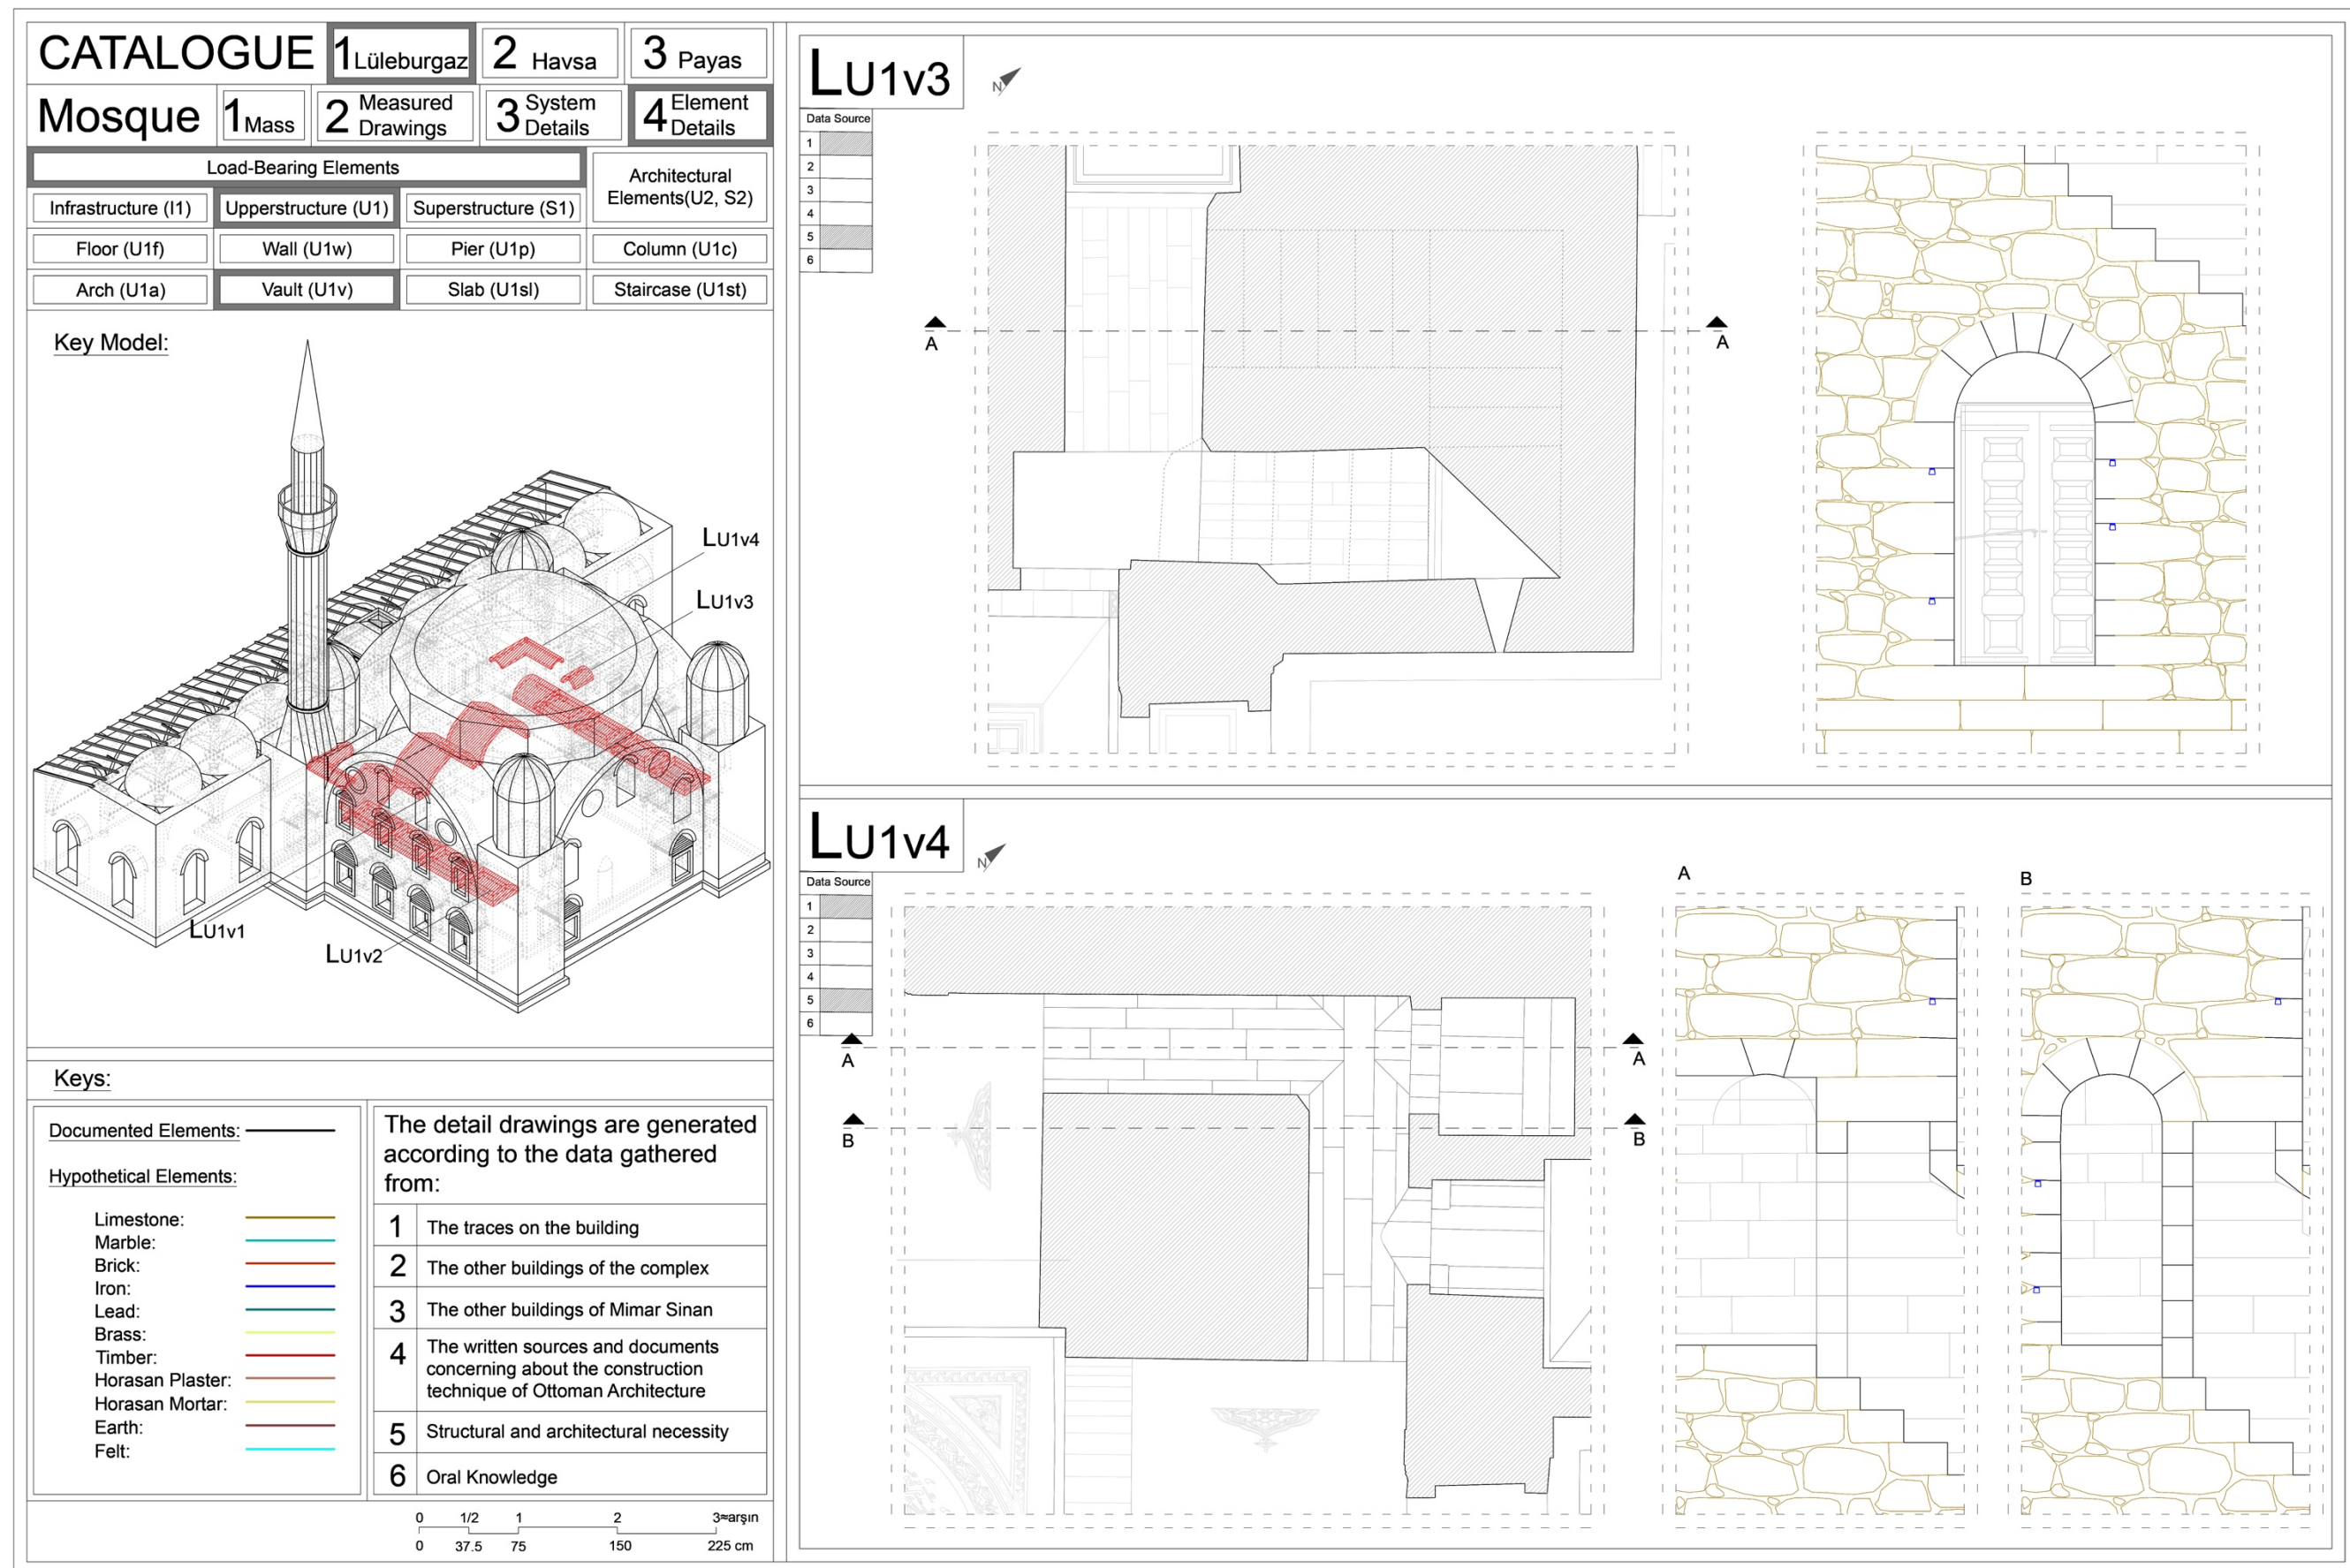 CATALOGUE
1 Lüleburgaz
2 Havsa
3 Payas
Mosque
1 Mass
2 Measured
Drawings
3 System
Details
4 Element
Details
Load-Bearing Elements
Architectural
Elements(U2, S2)
Infrastructure (I1)
Upperstructure (U1)
Superstructure (S1)
Floor (U1f)
Wall (U1w)
Pier (U1p)
Column (U1c)
Arch (U1a)
Vault (U1v)
Slab (U1sl)
Staircase (U1st)
Key Model:
LU1v4
LU1v3
LU1v1
LU1v2
Keys:
Documented Elements:
Hypothetical Elements:
Limestone:
Marble:
Brick:
Iron:
Lead:
Brass:
Timber:
Horasan Plaster:
Horasan Mortar:
Earth:
Felt:
The detail drawings are generated
according to the data gathered
from:
1 The traces on the building
2 The other buildings of the complex
3 The other buildings of Mimar Sinan
4 The written sources and documents
concerning about the construction
technique of Ottoman Architecture
5 Structural and architectural necessity
6 Oral Knowledge
0 1/2 1 2 3≈arşın
0 37.5 75 150 225 cm
LU1v3
N
Data Source
1
2
3
4
5
6
A
A
LU1v4
N
Data Source
1
2
3
4
5
6
A
A
B
B
A
B